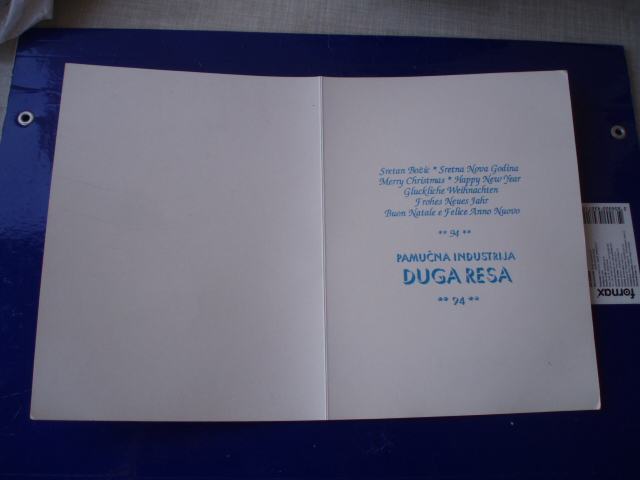 Sretan Božić * Sretna Nova Godina
Merry Christmas * Happy New Year
Gluckliche Weihnachten
Frohes Neues Jahr
Buon Natale e Felice Anno Nuovo
** 94 **
PAMUČNA INDUSTRIJA
DUGA RESA
** 94 **
fornax